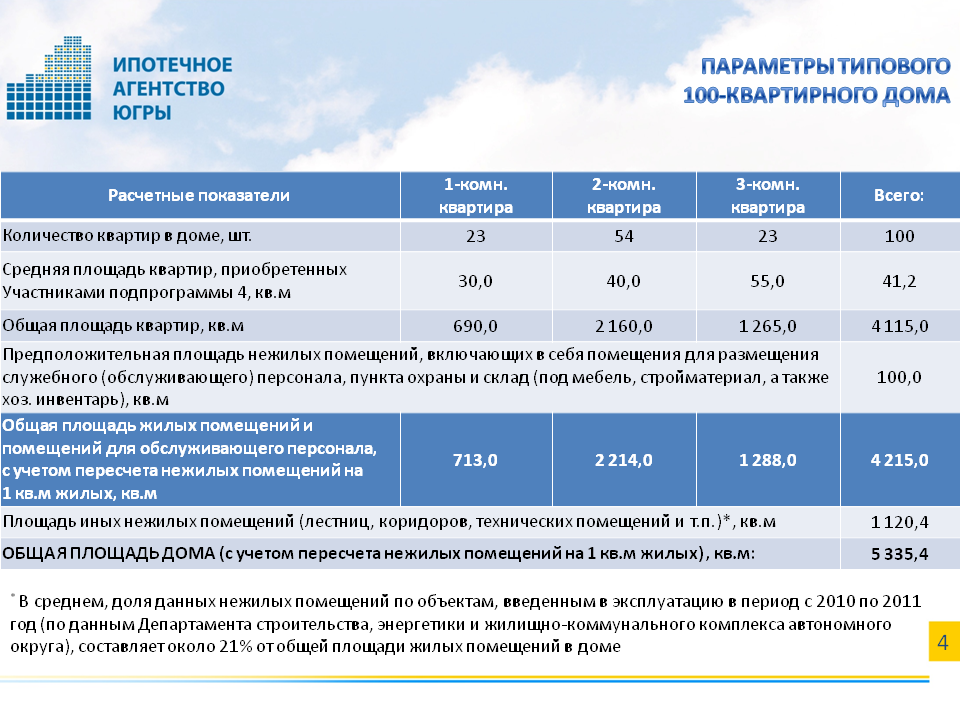 ИПОТЕЧНОЕ
АГЕНТСТВО
ЮГРЫ
ПАРАМЕТРЫ ТИПОВОГО
100-КВАРТИРНОГО ДОМА
Расчетные показатели 1-комн. квартира 2-комн. квартира 3-комн. квартира Всего:
Количество квартир в доме, шт. 23 54 23 100
Средняя площадь квартир, приобретенных
Участниками подпрограммы 4, кв.м 30,0 40,0 55,0 41,2
Общая площадь квартир, кв.м 690,0 2 160,0 1 265,0 4 115,0
Предположительная площадь нежилых помещений, включающих в себя помещения для размещения
служебного (обслуживающего) персонала, пункта охраны и склад (под мебель, стройматериал, а также
хоз. инвентарь), кв.м 100,0
Общая площадь жилых помещений и
помещений для обслуживающего персонала,
с учетом пересчета нежилых помещений на
1 кв.м жилых, кв.м 713,0 2 214,0 1 288,0 4 215,0
Площадь иных нежилых помещений (лестниц, коридоров, технических помещений и т.п.)*, кв.м 1 120,4
ОБЩАЯ ПЛОЩАДЬ ДОМА (с учетом пересчета нежилых помещений на 1 кв.м жилых) , кв.м: 5 335,4
* В среднем, доля данных нежилых помещений по объектам, введенным в эксплуатацию в период с 2010 по 2011
год (по данным Департамента строительства, энергетики и жилищно-коммунального комплекса автономного
округа), составляет около 21% от общей площади жилых помещений в доме
4